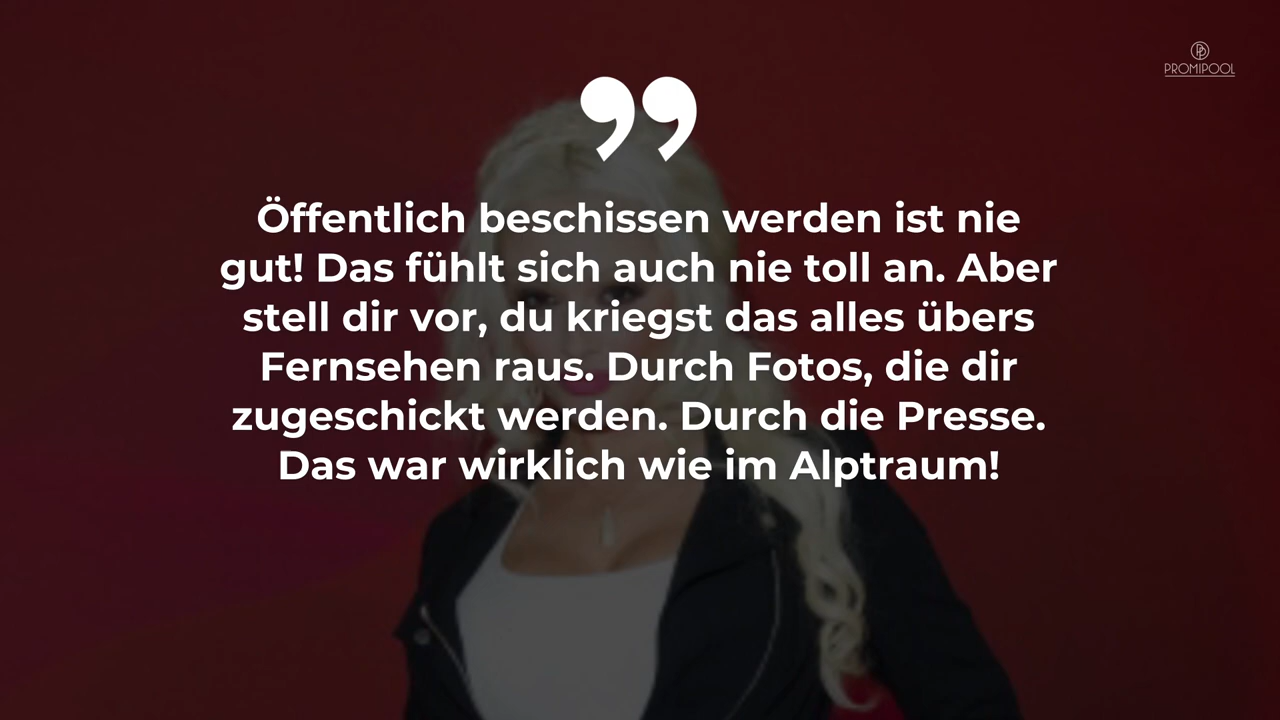 PROMIPOOL
Öffentlich beschissen werden ist nie
gut! Das fühlt sich auch nie toll an. Aber
stell dir vor, du kriegst das alles übers
Fernsehen raus. Durch Fotos, die dir
zugeschickt werden. Durch die Presse.
Das war wirklich wie im Alptraum!